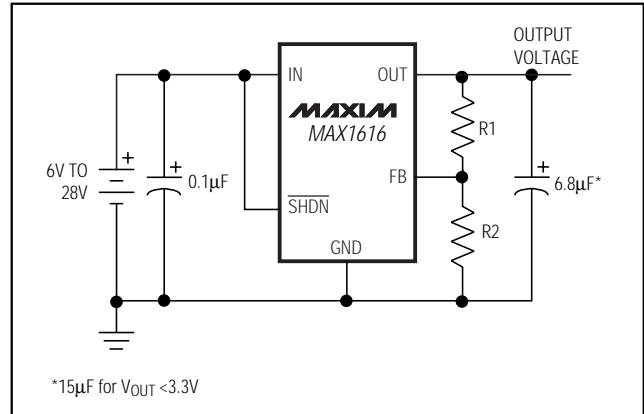 OUTPUT
VOLTAGE
IN
OUT
MAXIM
MAX1616
R1
6V TO
28V
+
+
0.1µF
FB
+
6.8µF*
SHDN
R2
GND
*15µF for VOUT <3.3V